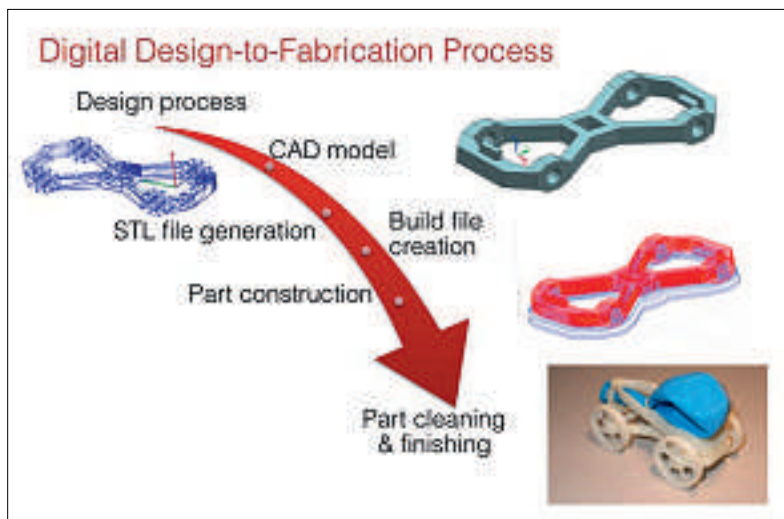 Digital Design-to-Fabrication Process
Design process
CAD model
STL file generation
Build file
creation
Part construction
Part cleaning
& finishing